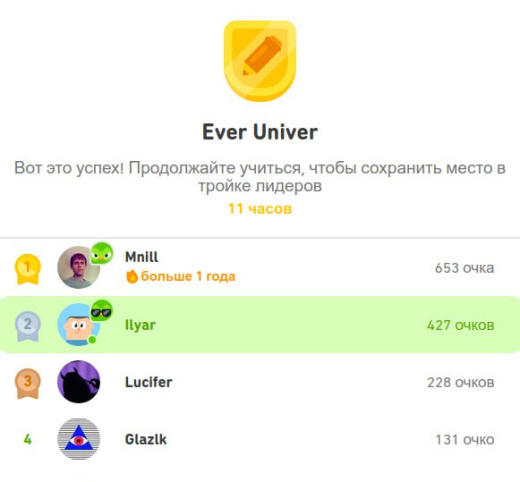 Ever Univer
Вот это успех! Продолжайте учиться, чтобы сохранить место в
тройке лидеров
11 часов
1 Mnill 653 очка
больше 1 года
2 Ilyar 427 очков
3 Lucifer 228 очков
4 Glazlk 131 очко